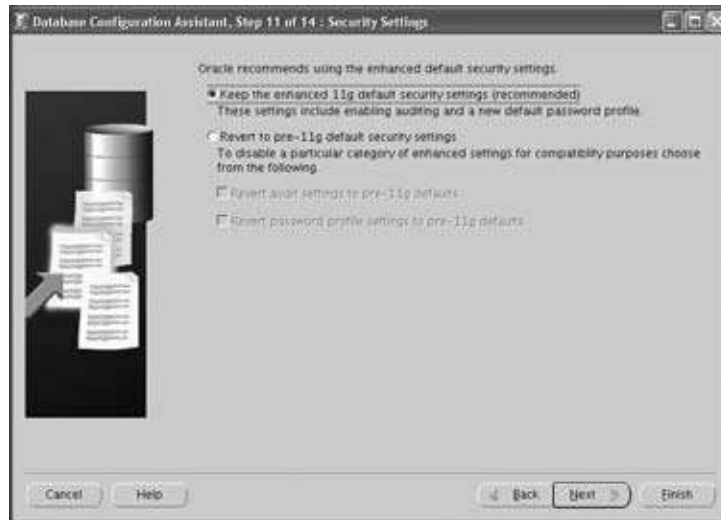 Database Configuration Assistant, Step 11 of 14 : Security Settings
Oracle recommends using the enhanced default security settings.
Keep the enhanced 11g default security settings (recommended)
These settings include enabling auditing and a new default password profile.
Revert to pre-11g default security settings
To disable a particular category of enhanced settings for compatibility purposes choose
from the following.
Revert audit settings to pre-11g defaults
Revert password profile settings to pre-11g defaults
Cancel
Help
Back
Next
Finish